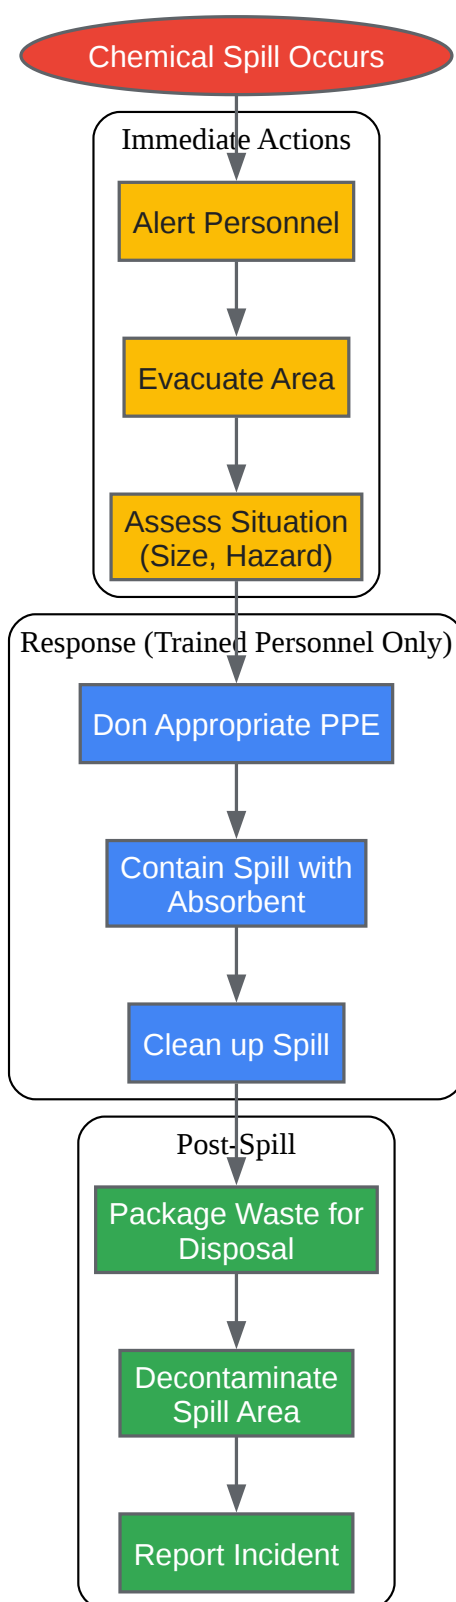 Chemical Spill Occurs
Immediate Actions
Alert Personnel
Evacuate Area
Assess Situation
(Size, Hazard)
Response (Trained Personnel Only)
Don Appropriate PPE
Contain Spill with
Absorbent
Clean up Spill
Post-Spill
Package Waste for
Disposal
Decontaminate
Spill Area
Report Incident